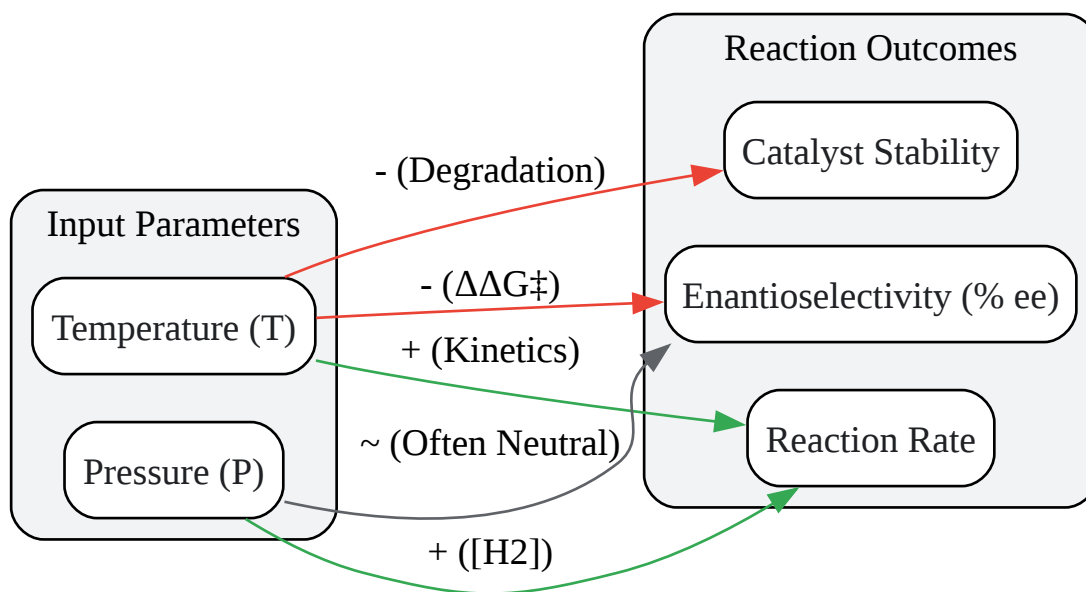 Reaction Outcomes
Catalyst Stability
- (Degradation)
Input Parameters
- (ΔΔG‡)
Enantioselectivity (% ee)
Temperature (T)
+ (Kinetics)
~ (Often Neutral)
Reaction Rate
Pressure (P)
+ ([H2])